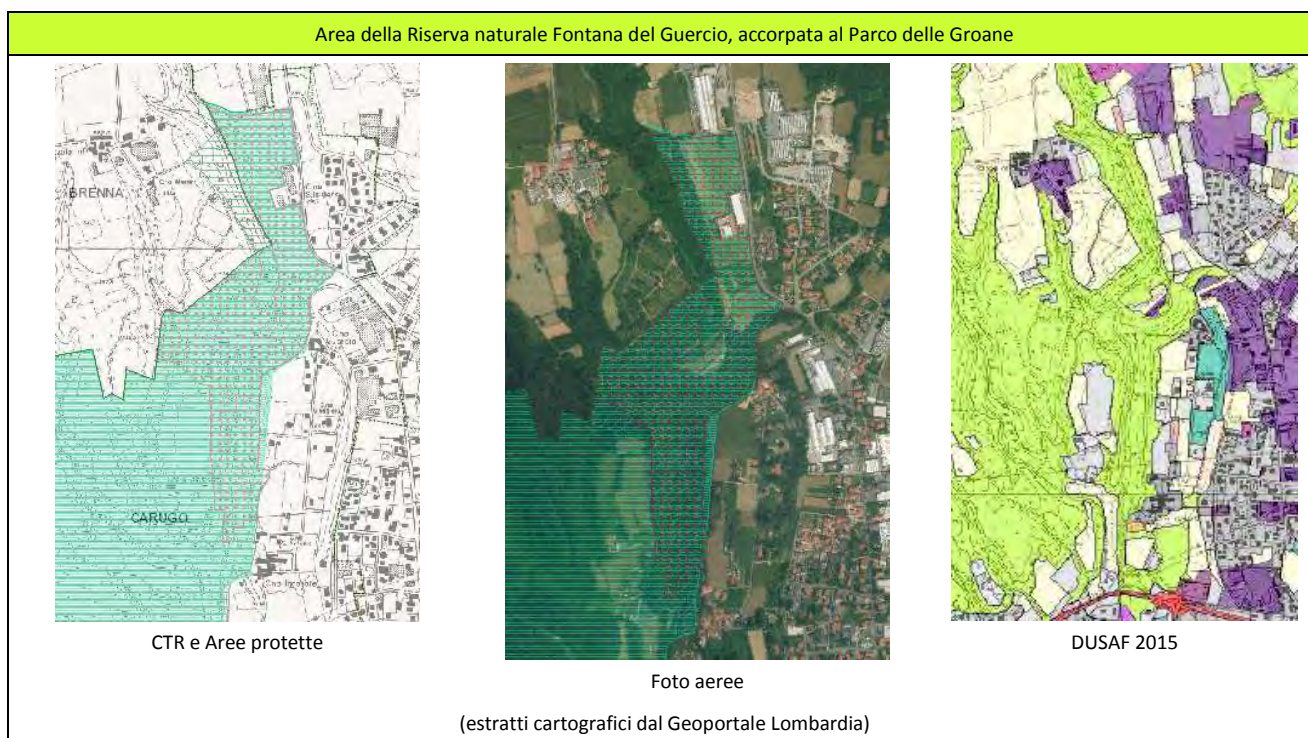 Area della Riserva naturale Fontana del Guercio, accorpata al Parco delle Groane
BRENNA
CARUGO
CTR e Aree protette
Foto aeree
DUSAF 2015
(estratti cartografici dal Geoportale Lombardia)